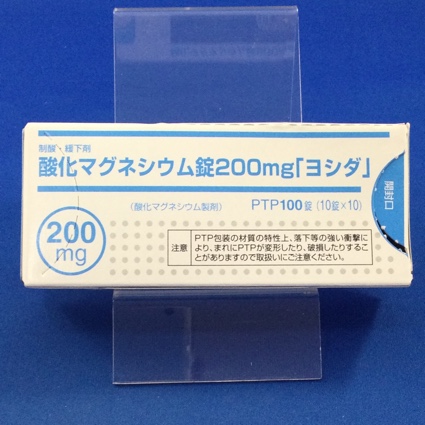 制酸・緩下剤
酸化マグネシウム錠200mg「ヨシダ」
(酸化マグネシウム製剤)
PTP100錠 (10錠×10)
開封口
200
mg
注意
PTP包装の材質の特性上、落下等の強い衝撃に
より、まれにPTPが変形したり、破損したりするこ
とがありますので取扱いにご注意ください。